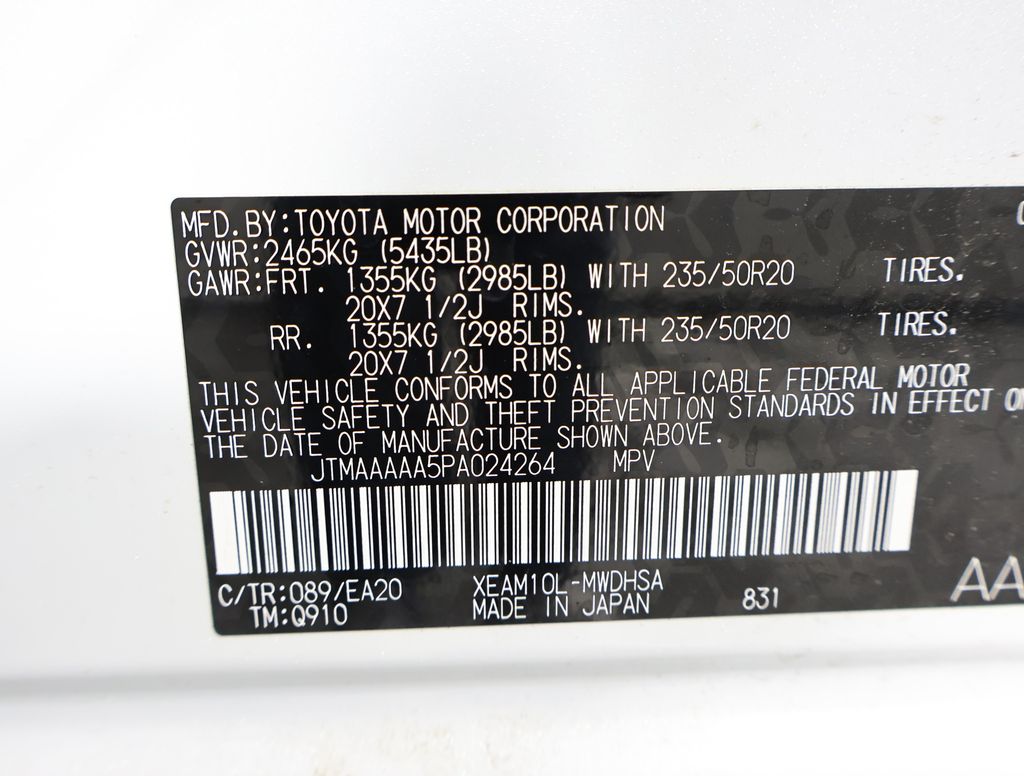 MFD.BY:TOYOTA MOTOR CORPORATION
GVWR:2465KG (5435LB)
GAWR:FRT. 1355KG (2985LB) WITH 235/50R20 TIRES.
20X7 1/2J RIMS.
RR. 1355KG (2985LB) WITH 235/50R20 TIRES.
20X7 1/2J RIMS.
THIS VEHICLE CONFORMS TO ALL APPLICABLE FEDERAL MOTOR
VEHICLE SAFETY AND THEFT PREVENTION STANDARDS IN EFFECT ON
THE DATE OF MANUFACTURE SHOWN ABOVE.
JTMAAAAA5PA024264 MPV
C/TR:089/EA20 XEAM10L-MWDHSA
TM:Q910 MADE IN JAPAN 831
AA